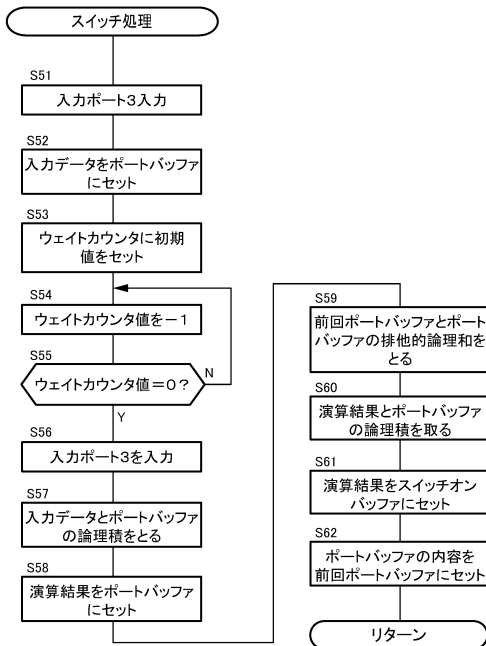 スイッチ処理
S51
入力ポート3入力
S52
入力データをポートバッファ
にセット
S53
ウェイトカウンタに初期
値をセット
S54
ウェイトカウンタ値を－1
S55
ウェイトカウンタ値＝0？
N
Y
S56
入力ポート3を入力
S57
入力データとポートバッファ
の論理積をとる
S58
演算結果をポートバッファ
にセット
S59
前回ポートバッファとポート
バッファの排他的論理和を
とる
S60
演算結果とポートバッファ
の論理積を取る
S61
演算結果をスイッチオン
バッファにセット
S62
ポートバッファの内容を
前回ポートバッファにセット
リターン